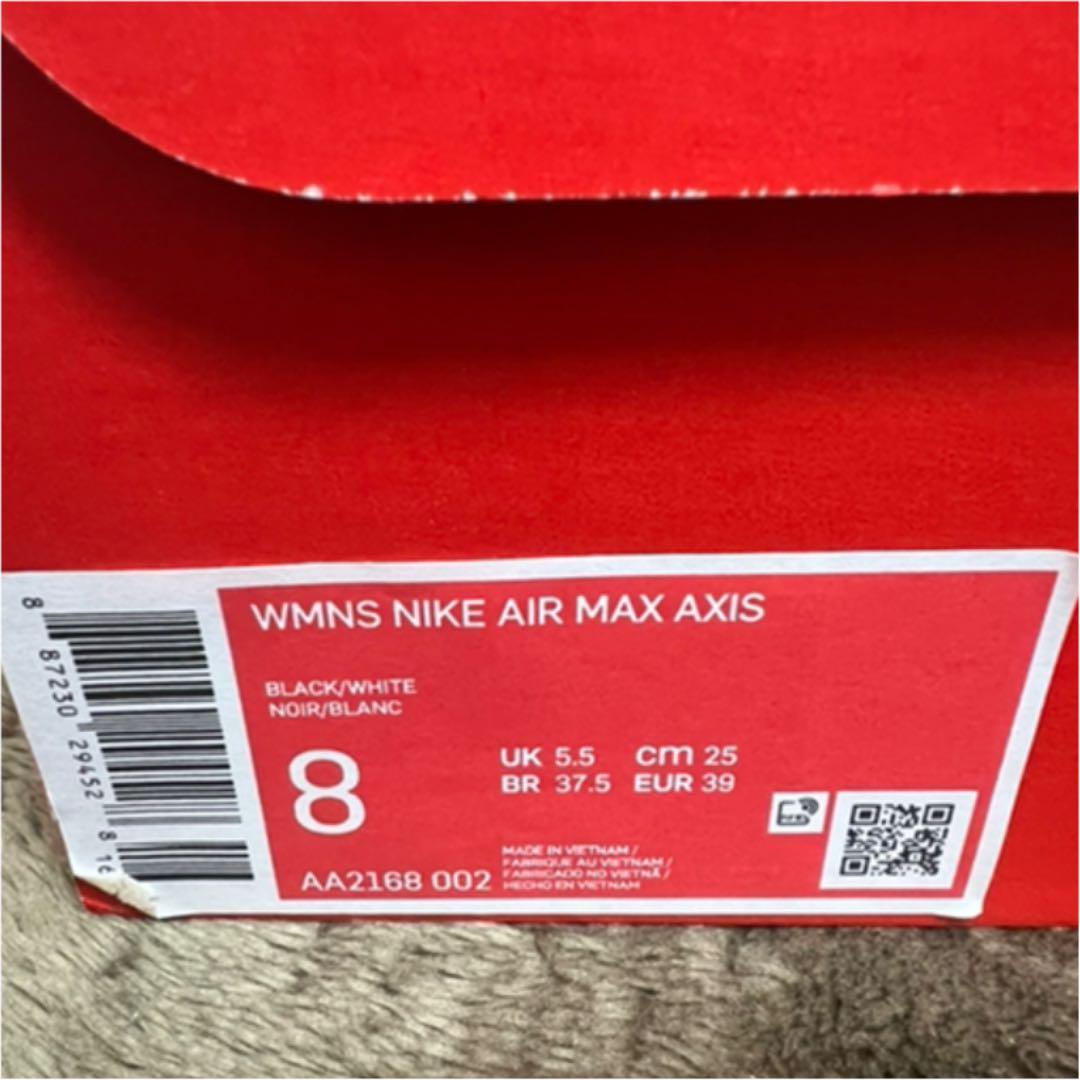 WMNS NIKE AIR MAX AXIS
BLACK/WHITE
NOIR/BLANC
8
UK 5.5 cm 25
BR 37.5 EUR 39
AA2168 002
MADE IN VIETNAM /
FABRIQUE AU VIETNAM /
FABRICADO NO VIETNÃ /
HECHO EN VIETNAM
8 87230 29452 8